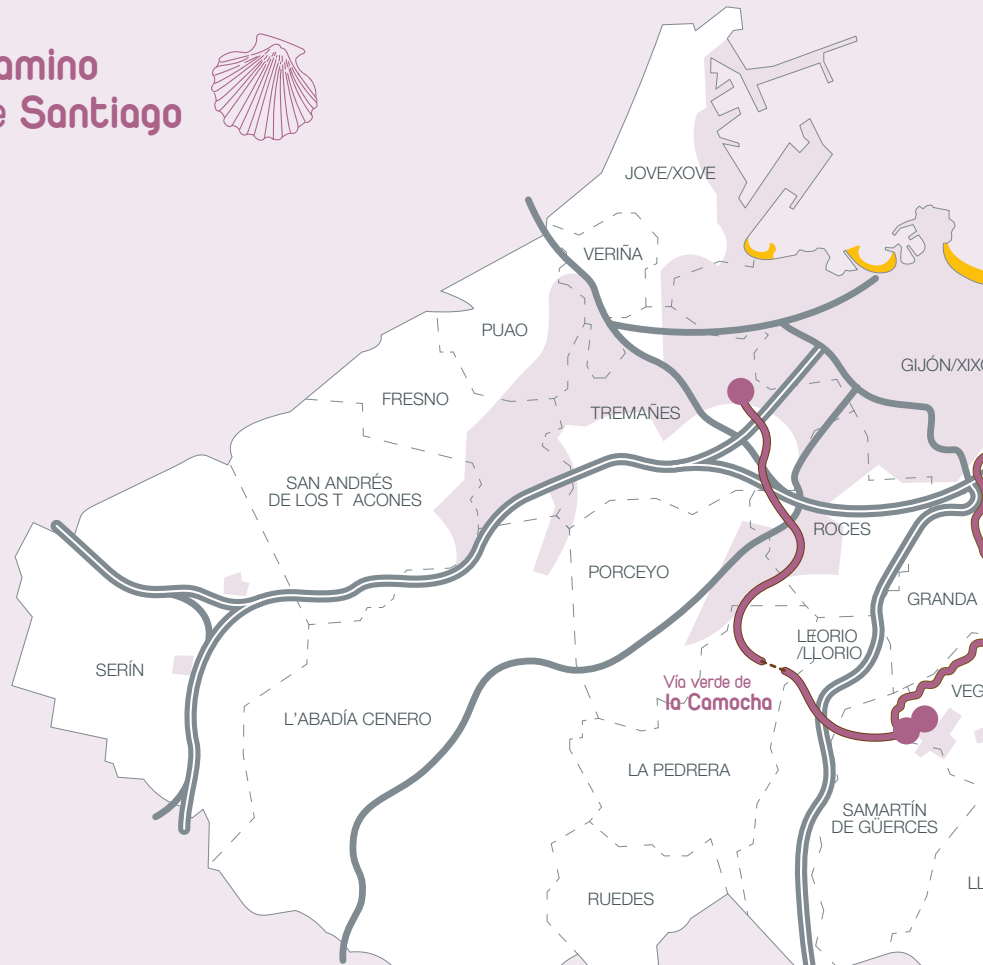 amino
e Santiago
JOVE/XOVE
VERIÑA
PUAO
GIJÓN/XIXO
FRESNO
TREMAÑES
SAN ANDRÉS
DE LOS T ACONES
ROCES
PORCEYO
GRANDA
LEORIO
/LLORIO
SERÍN
Vía verde de
la Camocha
VEG
L'ABADÍA CENERO
LA PEDRERA
SAMARTÍN
DE GÜERCES
LL
RUEDES